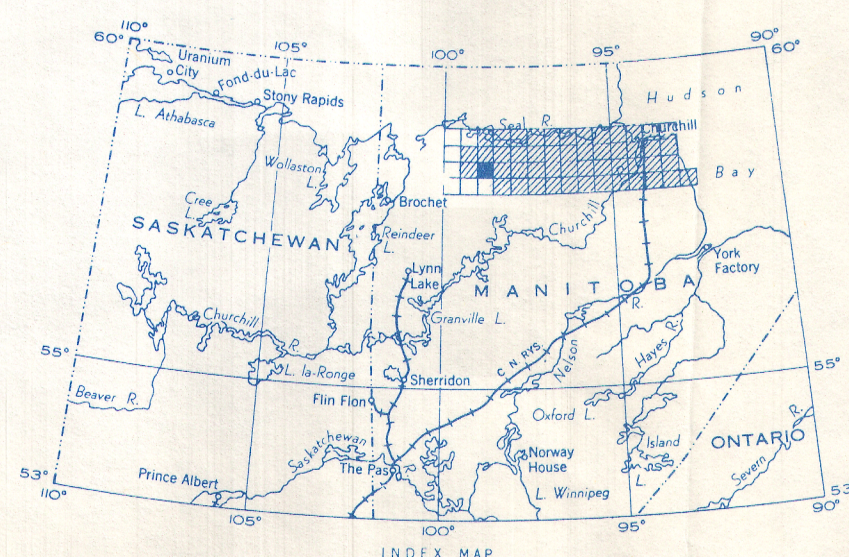 110°
60°
105°
100°
95°
90°
60°
Uranium
City
Fond-du-Lac
Stony Rapids
L. Athabasca
Hudson
Seal R.
Churchill
Bay
Wollaston
L.
Cree
L.
Brochet
SASKATCHEWAN
Reindeer
L.
Churchill
York
Factory
Lynn
Lake
MANITOBA
R.
Granville L.
Churchill
R.
C.N.RYS.
Nelson
Hayes R.
55°
55°
L. la-Ronge
Sherridon
Beaver R.
Flin Flon
Oxford L.
Island
L.
ONTARIO
Saskatchewan
R.
The Pas
Norway
House
Severn R.
53°
110°
Prince Albert
L. Winnipeg
105°
100°
95°
53
90°
INDEX MAP